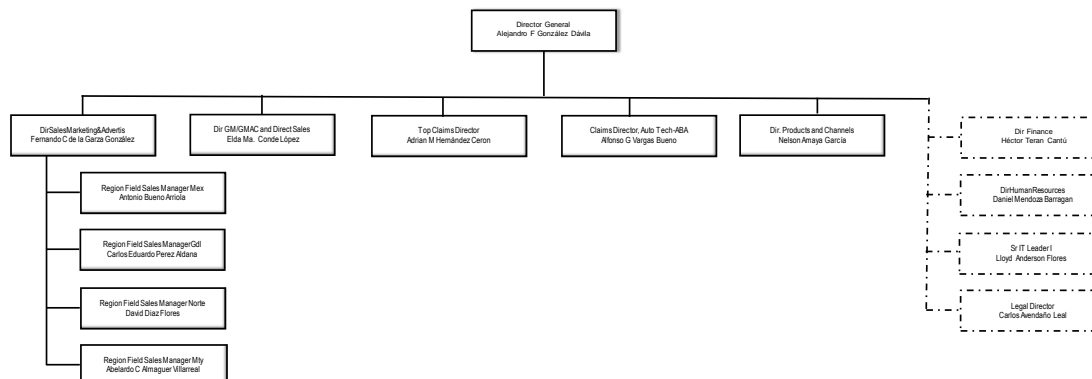 Director General
Alejandro F González Dávila
DirSalesMarketing&Advertis
Fernando C de la Garza González
Dir GM/GMAC and Direct Sales
Elda Ma. Conde López
Top Claims Director
Adrian M Hernández Ceron
Claims Director, Auto Tech-ABA
Alfonso G Vargas Bueno
Dir. Products and Channels
Nelson Amaya García
Dir Finance
Héctor Teran Cantú
Region Field Sales Manager Mex
Antonio Bueno Arriola
DirHumanResources
Daniel Mendoza Barragan
Region Field Sales ManagerGdl
Carlos Eduardo Perez Aldana
Sr IT Leader I
Lloyd Anderson Flores
Region Field Sales Manager Norte
David Diaz Flores
Legal Director
Carlos Avendaño Leal
Region Field Sales Manager Mty
Abelardo C Almaguer Villarreal